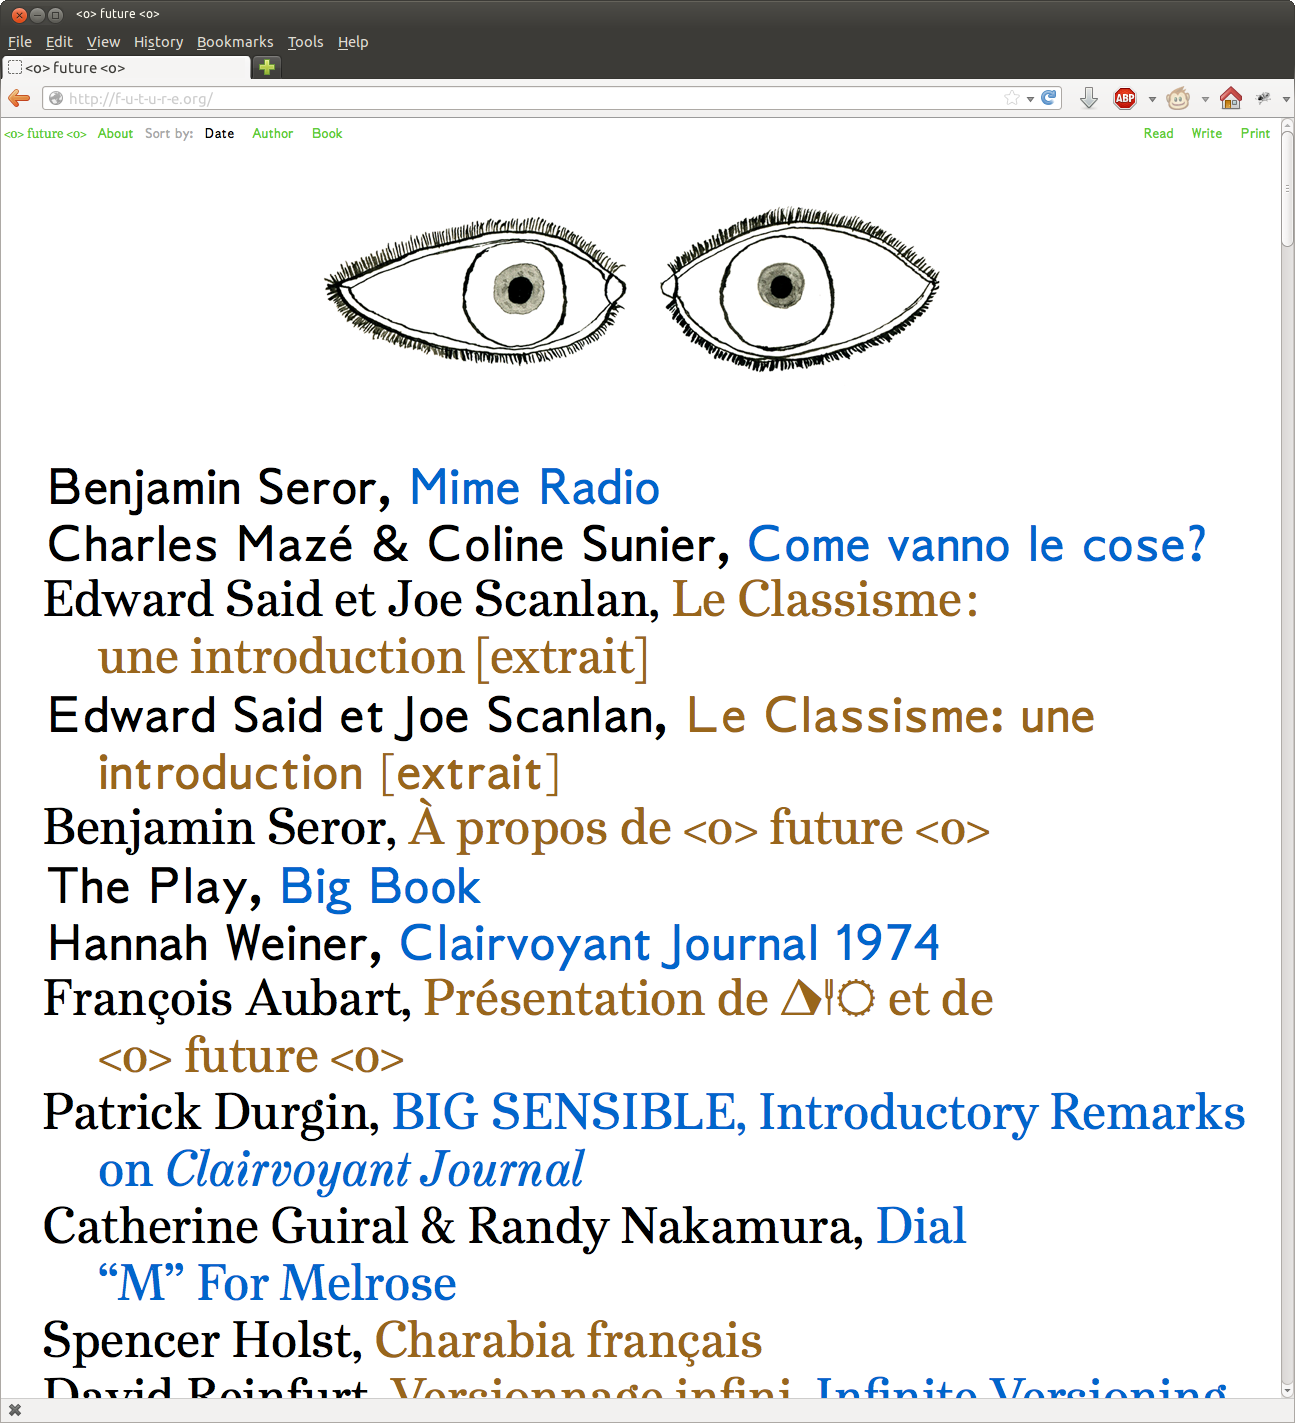 <o> future <o>
File Edit View History Bookmarks Tools Help
<o> future <o>
http://f-u-t-u-r-e.org/
ABP
<o> future <o> About Sort by: Date Author Book Read Write Print
Benjamin Seror, Mime Radio
Charles Mazé & Coline Sunier, Come vanno le cose?
Edward Said et Joe Scanlan, Le Classisme :
une introduction [extrait]
Edward Said et Joe Scanlan, Le Classisme: une
introduction [extrait]
Benjamin Seror, À propos de <o> future <o>
The Play, Big Book
Hannah Weiner, Clairvoyant Journal 1974
François Aubart, Présentation de et de
<o> future <o>
Patrick Durgin, BIG SENSIBLE, Introductory Remarks
on Clairvoyant Journal
Catherine Guiral & Randy Nakamura, Dial
“M” For Melrose
Spencer Holst, Charabia français
David Reinfurt, Versionnage infini, Infinite Versioning